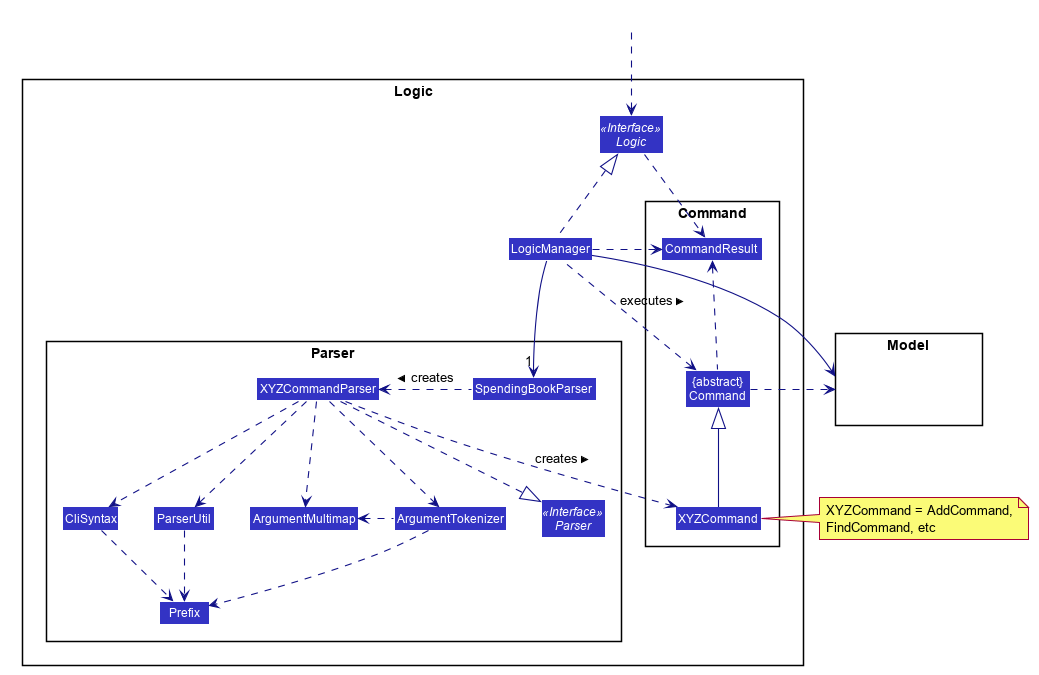 Logic
«Interface»
Logic
Command
LogicManager
CommandResult
executes ►
Model
Parser
1
◄ creates
XYZCommandParser
SpendingBookParser
{abstract}
Command
creates ►
CliSyntax
ParserUtil
ArgumentMultimap
ArgumentTokenizer
«Interface»
Parser
XYZCommand
XYZCommand = AddCommand,
FindCommand, etc
Prefix